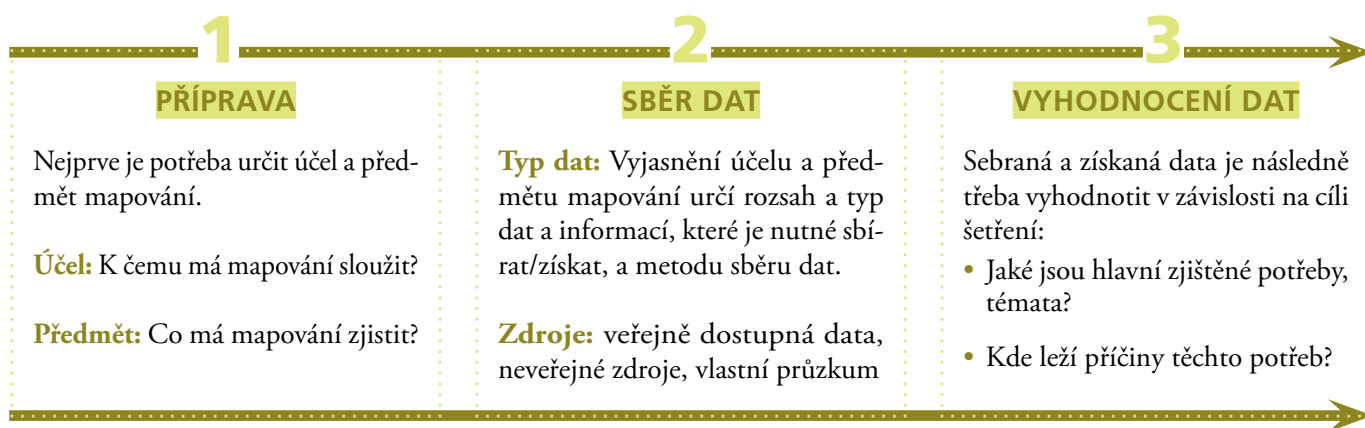 1
PŘÍPRAVA
Nejprve je potřeba určit účel a před-
mět mapování.
Účel: K čemu má mapování sloužit?
Předmět: Co má mapování zjistit?
2
SBĚR DAT
Typ dat: Vyjasnění účelu a před-
mětu mapování určí rozsah a typ
dat a informací, které je nutné sbí-
rat/získat, a metodu sběru dat.
Zdroje: veřejně dostupná data,
neveřejné zdroje, vlastní průzkum
3
VYHODNOCENÍ DAT
Sebraná a získaná data je následně
třeba vyhodnotit v závislosti na cíli
šetření:
• Jaké jsou hlavní zjištěné potřeby,
témata?
• Kde leží příčiny těchto potřeb?